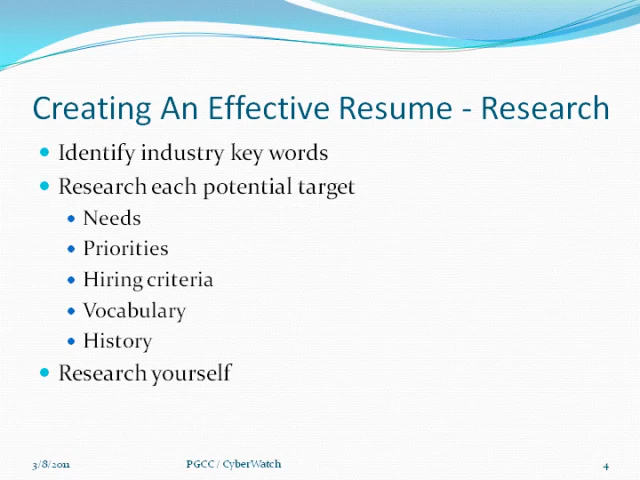 Creating An Effective Resume - Research
Identify industry key words
Research each potential target
Needs
Priorities
Hiring criteria
Vocabulary
History
Research yourself
3/8/2011 PGCC / CyberWatch 4